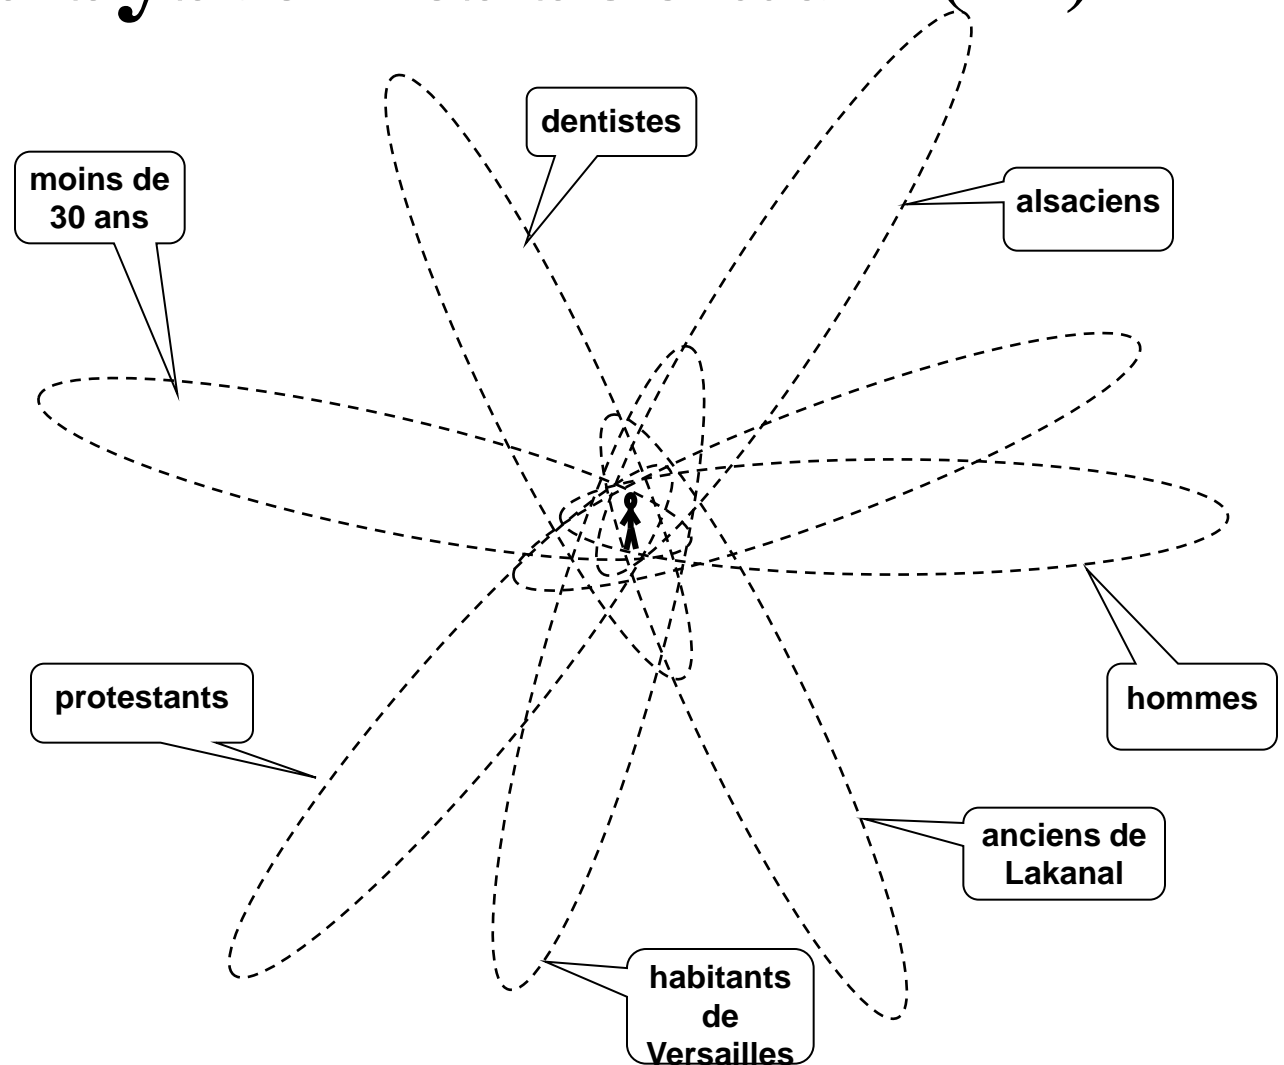 dentistes
moins de
30 ans
alsaciens
hommes
protestants
anciens de
Lakanal
habitants
de
Versailles